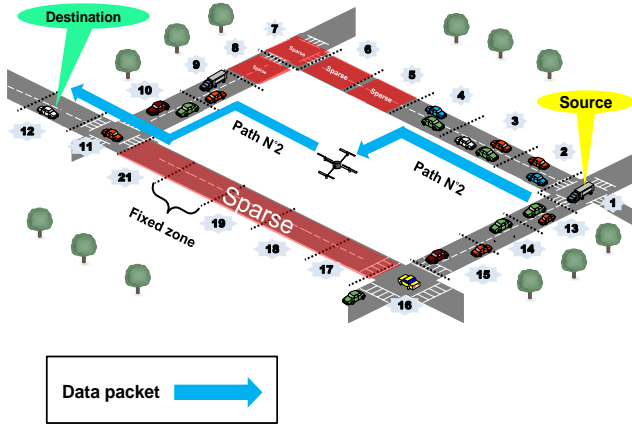 Destination
7
8
6
9
Sparse
Sparse
Sparse
5
10
Sparse
4
Source
3
12
Path N°2
2
11
Path N°2
21
1
Fixed zone
Sparse
13
19
14
18
15
17
16
Data packet